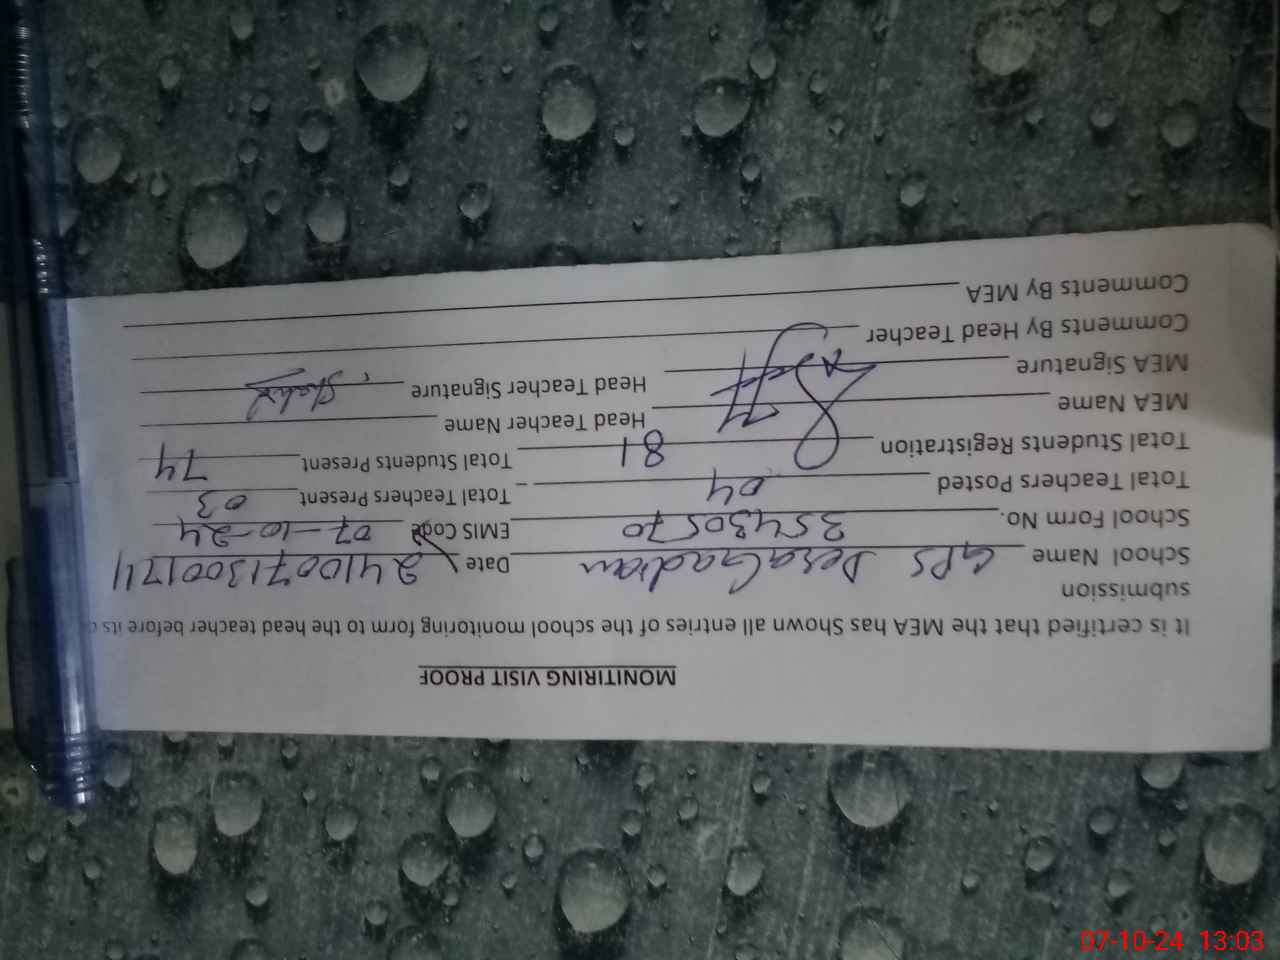 MONITIRING VISIT PROOF
It is certified that the MEA has Shown all entries of the school monitoring form to the head teacher before its
submission
School Name GPS Dera Gadian Date 2410071300171
School Form No. 35430570 EMIS Code 07-10-24
Total Teachers Posted 04 Total Teachers Present 03
Total Students Registration 81 Total Students Present 74
MEA Name Head Teacher Name
MEA Signature Head Teacher Signature
Comments By Head Teacher
Comments By MEA
07-10-24 13:03